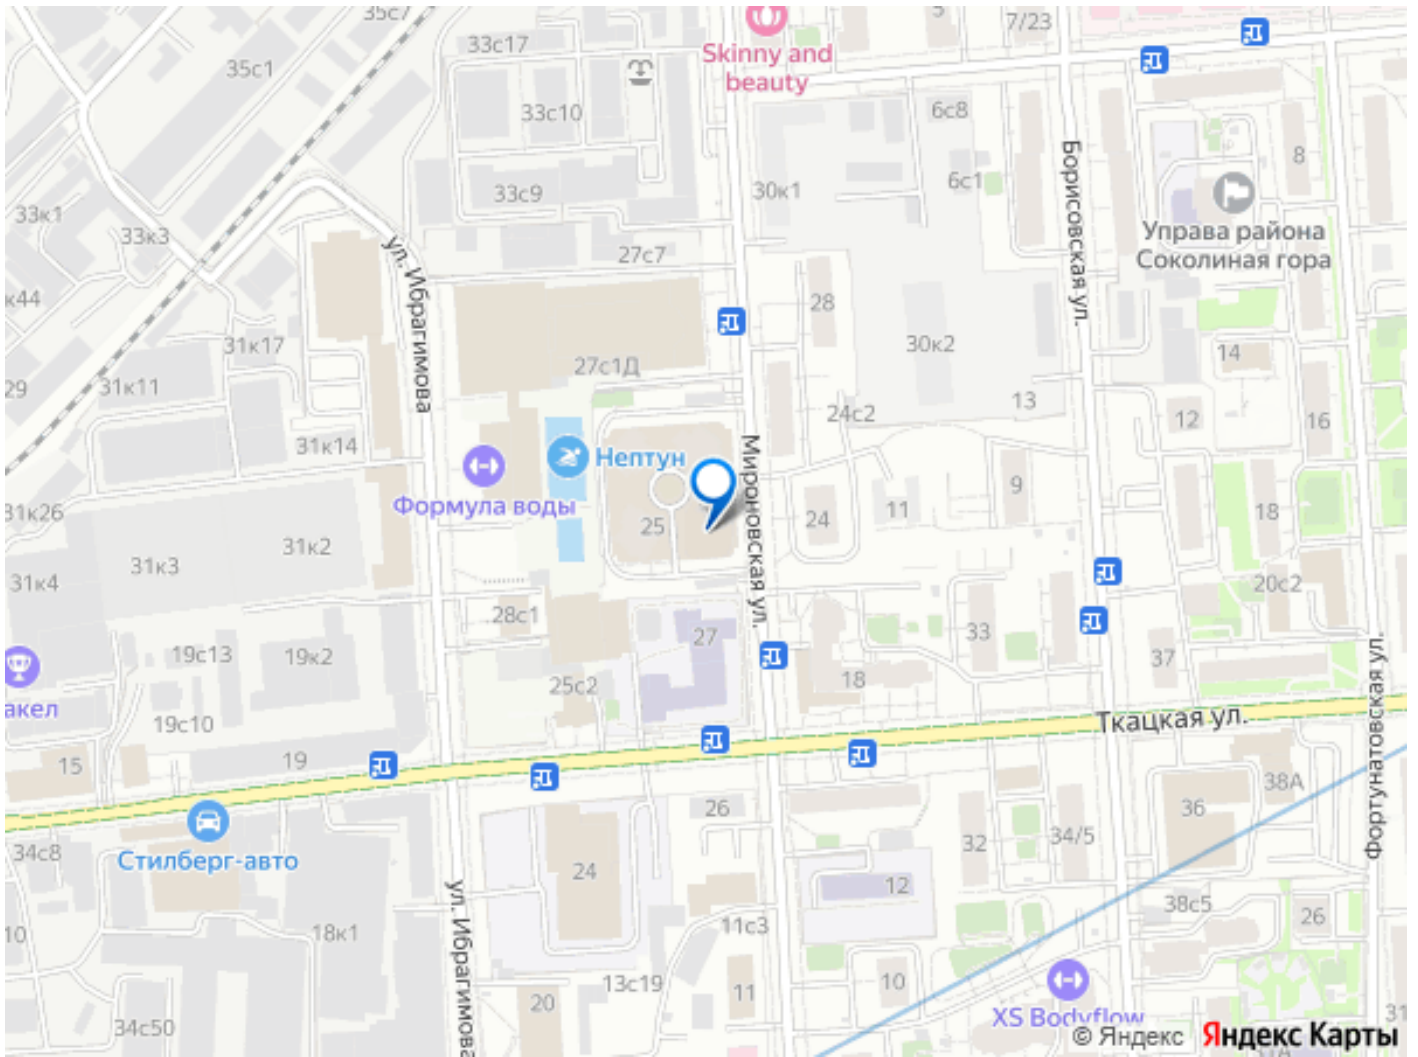 35с7
33с17
5
7/23
35с1
Skinny and
beauty
33с10
6с8
30к1
6с1
8
33с9
Борисовская ул.
33к1
33к3
Управа района
Соколиная гора
27с7
ул. Ибрагимова
к44
28
31к17
30к2
14
27с1Д
29
31к11
13
24с2
12
16
31к14
Нептун
Мироновская ул.
9
Формула воды
31к26
25
24
11
18
31к2
31к3
31к4
20с2
28с1
27
33
19с13
19к2
37
18
25с2
акел
19с10
Ткацкая ул.
Фортунатовская ул.
15
19
38А
26
36
34с8
32
34/5
Стилберг-авто
24
12
ул. Ибрагимова
38с5
26
10
18к1
11с3
13с19
10
11
20
34с50
XS Bodyflow
31
© Яндекс Яндекс Карты